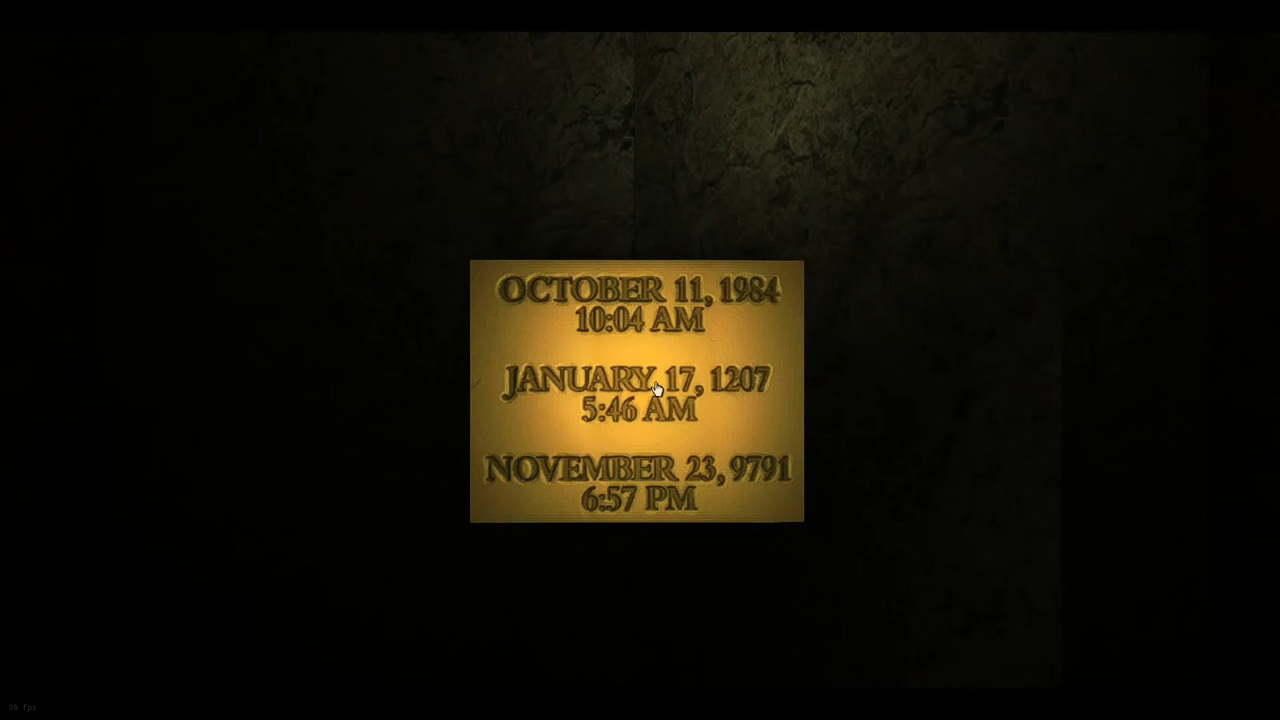 OCTOBER 11, 1984
10:04 AM
JANUARY 17, 1207
5:46 AM
NOVEMBER 23, 9791
6:57 PM